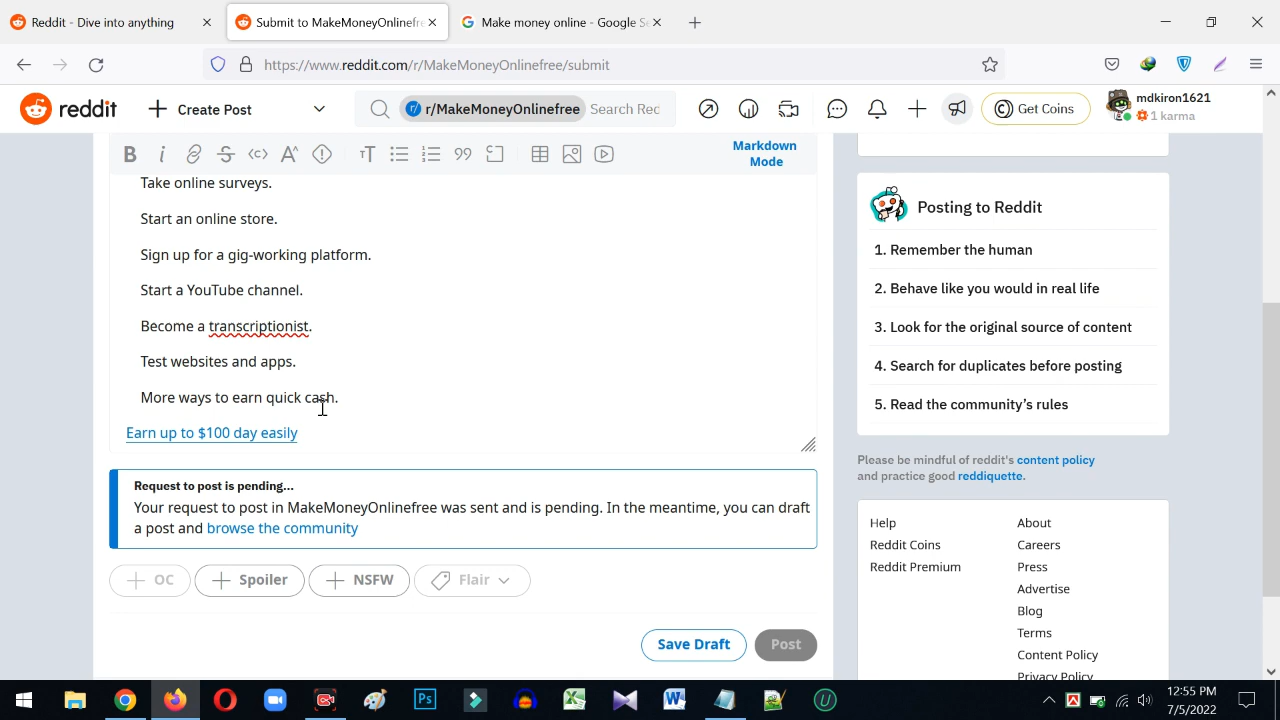 Reddit - Dive into anything
Submit to MakeMoneyOnlinefre
Make money online - Google Se
https://www.reddit.com/r/MakeMoneyOnlinefree/submit
reddit
Create Post
r/MakeMoneyOnlinefree
Search Rec
Get Coins
mdkiron1621
1 karma
Markdown
Mode
Take online surveys.
Start an online store.
Sign up for a gig-working platform.
Start a YouTube channel.
Become a transcriptionist.
Test websites and apps.
More ways to earn quick cash.
Earn up to $100 day easily
Request to post is pending...
Your request to post in MakeMoneyOnlinefree was sent and is pending. In the meantime, you can draft
a post and browse the community
OC
Spoiler
NSFW
Flair
Save Draft
Post
Posting to Reddit
1. Remember the human
2. Behave like you would in real life
3. Look for the original source of content
4. Search for duplicates before posting
5. Read the community's rules
Please be mindful of reddit's content policy
and practice good reddiquette.
Help
About
Reddit Coins
Careers
Reddit Premium
Press
Advertise
Blog
Terms
Content Policy
Privacy Policy
12:55 PM
7/5/2022